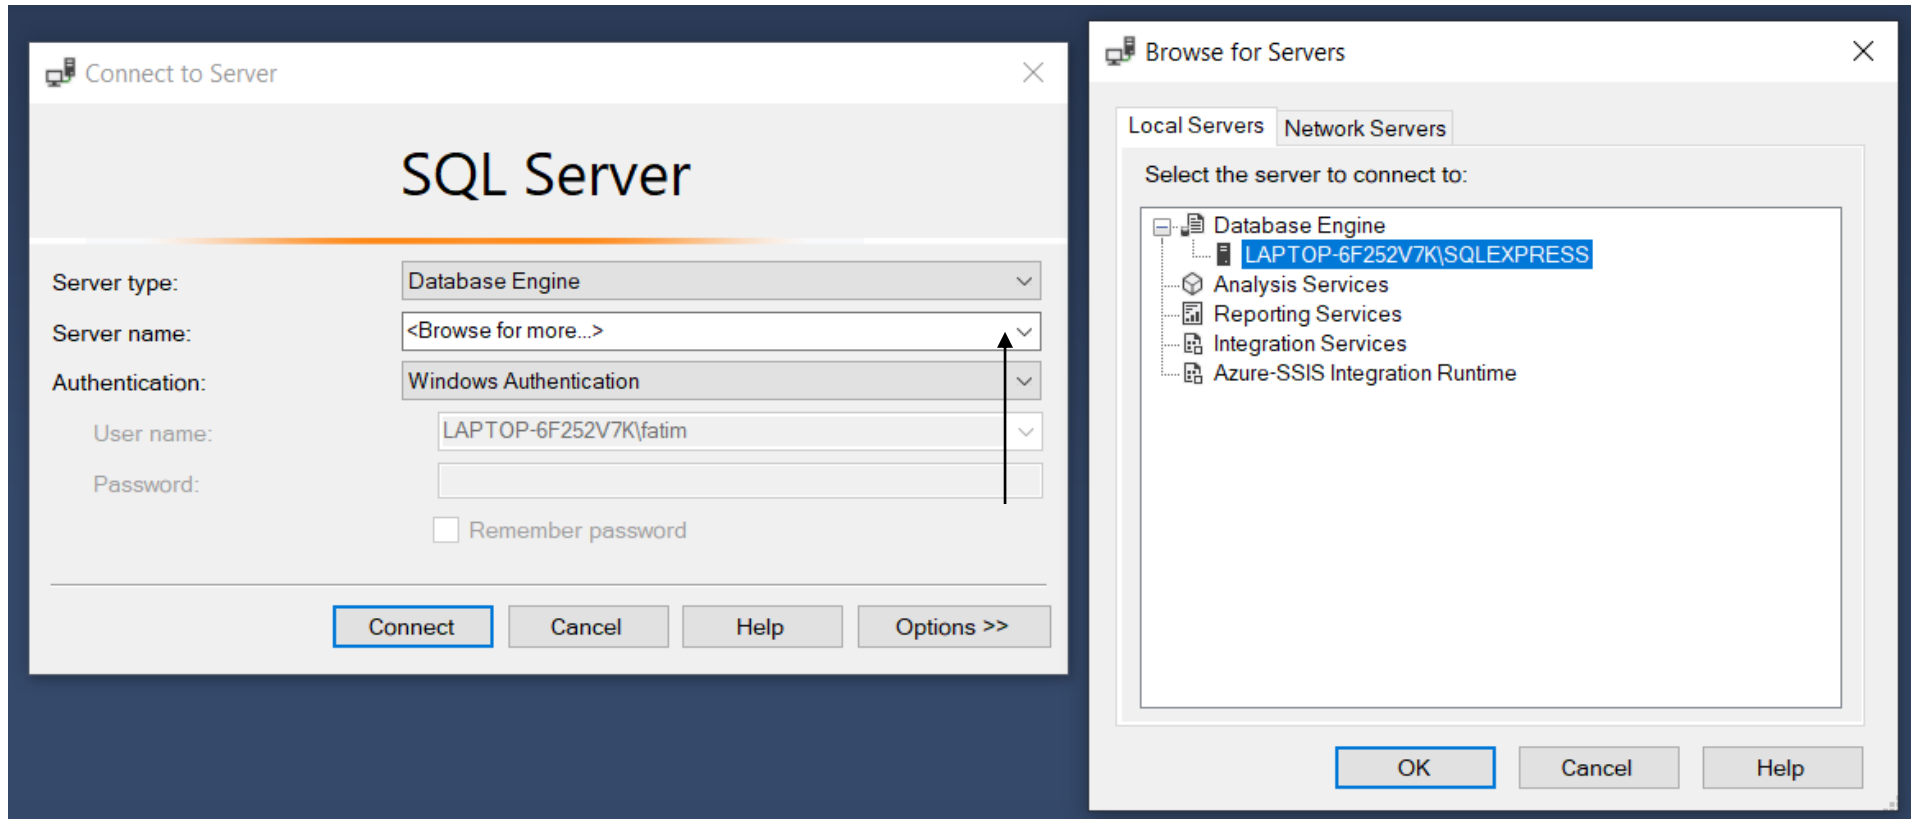 Connect to Server
SQL Server
Server type:
Database Engine
Server name:
<Browse for more...>
Authentication:
Windows Authentication
User name:
LAPTOP-6F252V7K\fatim
Password:
Remember password
Connect
Cancel
Help
Options >>
Browse for Servers
Local Servers
Network Servers
Select the server to connect to:
Database Engine
LAPTOP-6F252V7K\SQLEXPRESS
Analysis Services
Reporting Services
Integration Services
Azure-SSIS Integration Runtime
OK
Cancel
Help